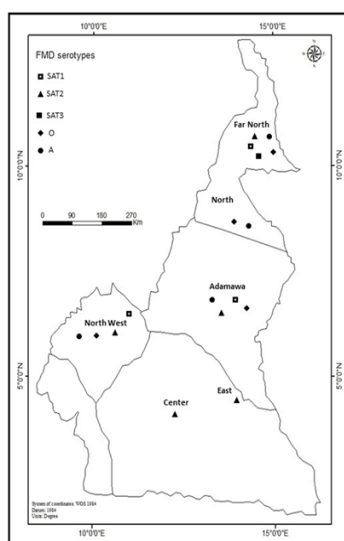 10°0'0"E 15°0'0"E
FMD serotypes
SAT1
SAT2
SAT3
O
A
Far North
10°0'0"N 10°0'0"N
North
0 90 180 270
Km
Adamawa
North West
5°0'0"N 5°0'0"N
East
Center
System of coordinates: WGS 1984
Datum: 1984
Units: Degree
10°0'0"E 15°0'0"E